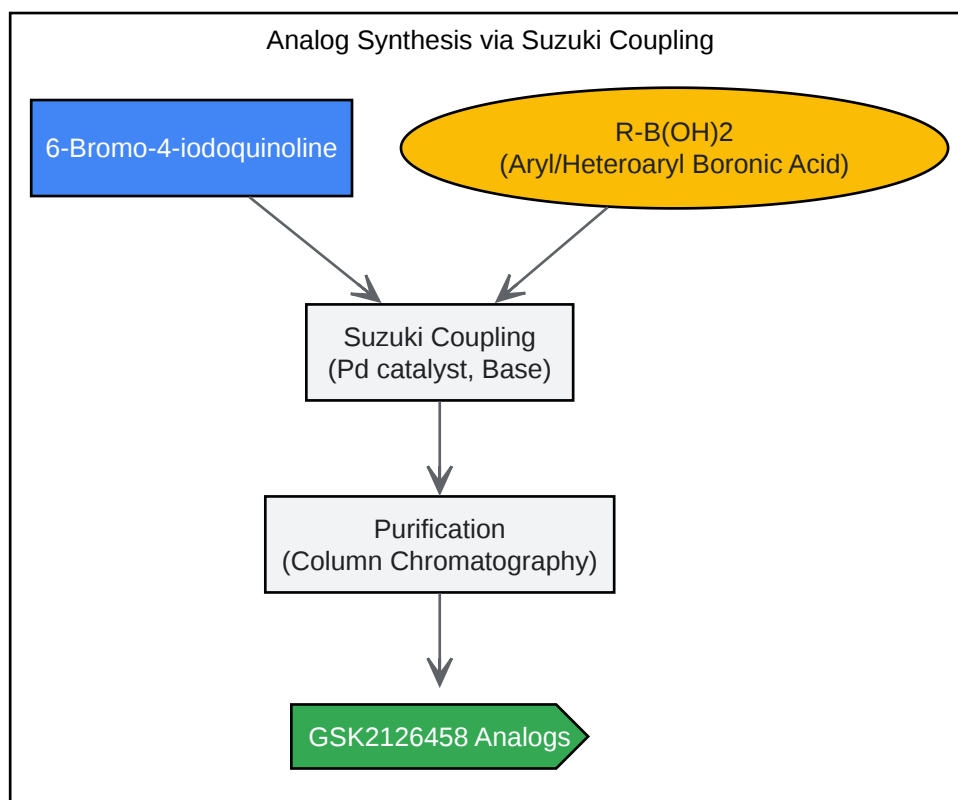 Analog Synthesis via Suzuki Coupling
6-Bromo-4-iodoquinoline
R-B(OH)2
(Aryl/Heteroaryl Boronic Acid)
Suzuki Coupling
(Pd catalyst, Base)
Purification
(Column Chromatography)
GSK2126458 Analogs